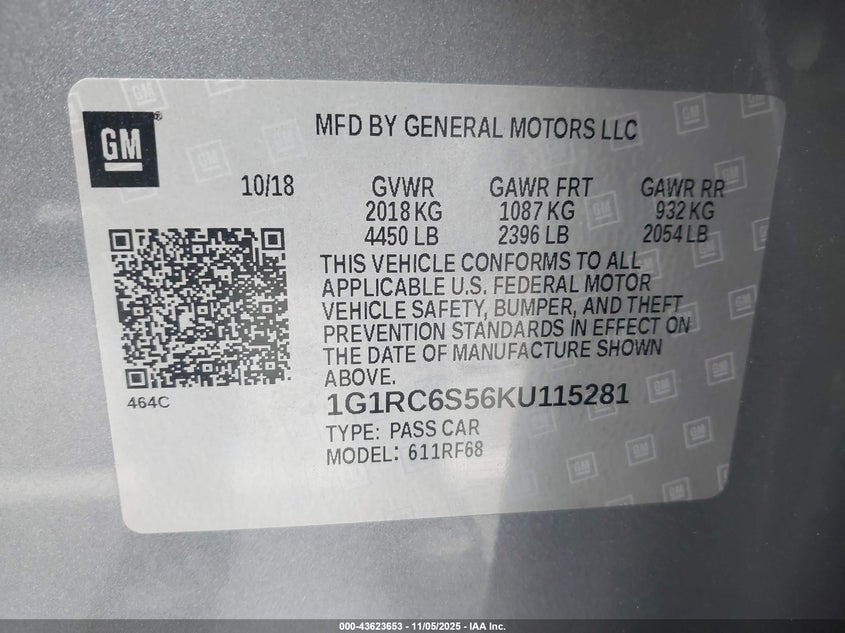 GM
MFD BY GENERAL MOTORS LLC
10/18 GVWR GAWR FRT GAWR RR
2018 KG 1087 KG 932 KG
4450 LB 2396 LB 2054 LB
THIS VEHICLE CONFORMS TO ALL
APPLICABLE U.S. FEDERAL MOTOR
VEHICLE SAFETY, BUMPER, AND THEFT
PREVENTION STANDARDS IN EFFECT ON
THE DATE OF MANUFACTURE SHOWN
ABOVE.
464C
1G1RC6S56KU115281
TYPE: PASS CAR
MODEL: 611RF68
000-43623653 - 11/05/2025 - IAA Inc.